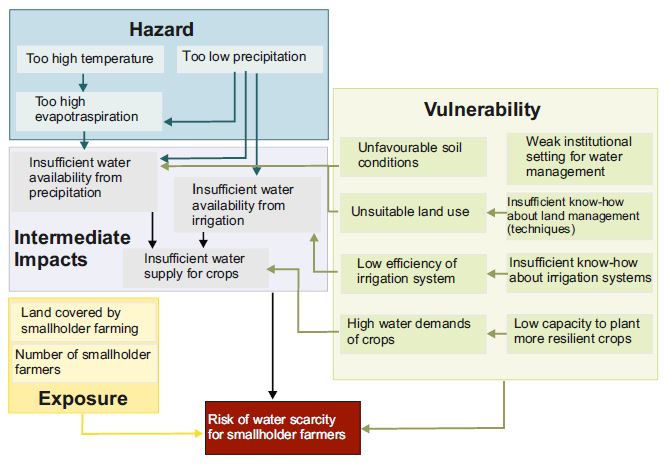 Hazard
Too high temperature
Too low precipitation
Too high
evapotraspiration
Insufficient water
availability from
precipitation
Insufficient water
availability from
irrigation
Intermediate
Impacts
Insufficient water
supply for crops
Land covered by
smallholder farming
Number of smallholder
farmers
Exposure
Vulnerability
Unfavourable soil
conditions
Weak institutional
setting for water
management
Unsuitable land use
Insufficient know-how
about land management
(techniques)
Low efficiency of
irrigation system
Insufficient know-how
about irrigation systems
High water demands
of crops
Low capacity to plant
more resilient crops
Risk of water scarcity
for smallholder farmers